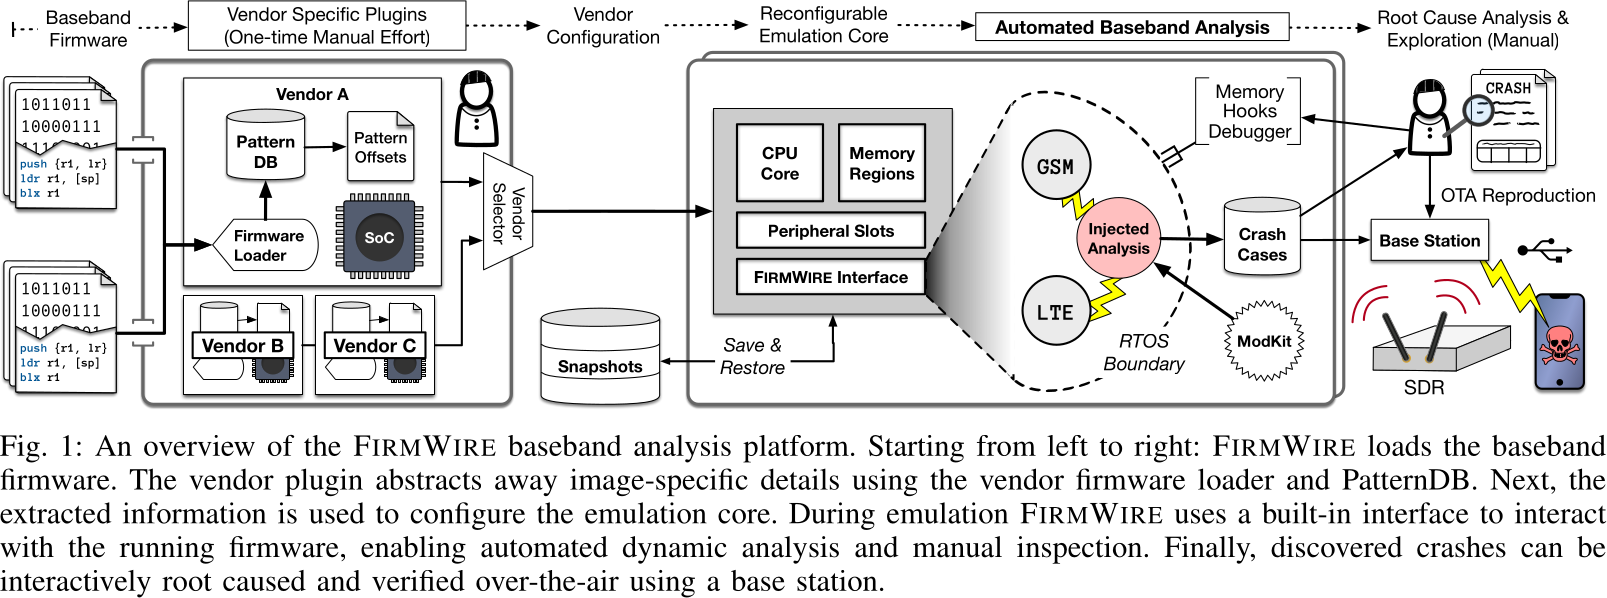 Baseband
Firmware
Vendor Specific Plugins
(One-time Manual Effort)
Vendor
Configuration
Reconfigurable
Emulation Core
Automated Baseband Analysis
Root Cause Analysis &
Exploration (Manual)
1011011
10000111
push {r1, lr}
ldr r1, [sp]
blx r1
1011011
10000111
push {r1, lr}
ldr r1, [sp]
blx r1
Vendor A
Pattern
DB
Pattern
Offsets
Firmware
Loader
SoC
Vendor B
Vendor C
Vendor
Selector
Snapshots
Save &
Restore
CPU
Core
Memory
Regions
Peripheral Slots
FIRMWIRE Interface
GSM
Injected
Analysis
LTE
RTOS
Boundary
ModKit
Memory
Hooks
Debugger
Crash
Cases
CRASH
OTA Reproduction
Base Station
SDR
Fig. 1: An overview of the FIRMWIRE baseband analysis platform. Starting from left to right: FIRMWIRE loads the baseband
firmware. The vendor plugin abstracts away image-specific details using the vendor firmware loader and PatternDB. Next, the
extracted information is used to configure the emulation core. During emulation FIRMWIRE uses a built-in interface to interact
with the running firmware, enabling automated dynamic analysis and manual inspection. Finally, discovered crashes can be
interactively root caused and verified over-the-air using a base station.